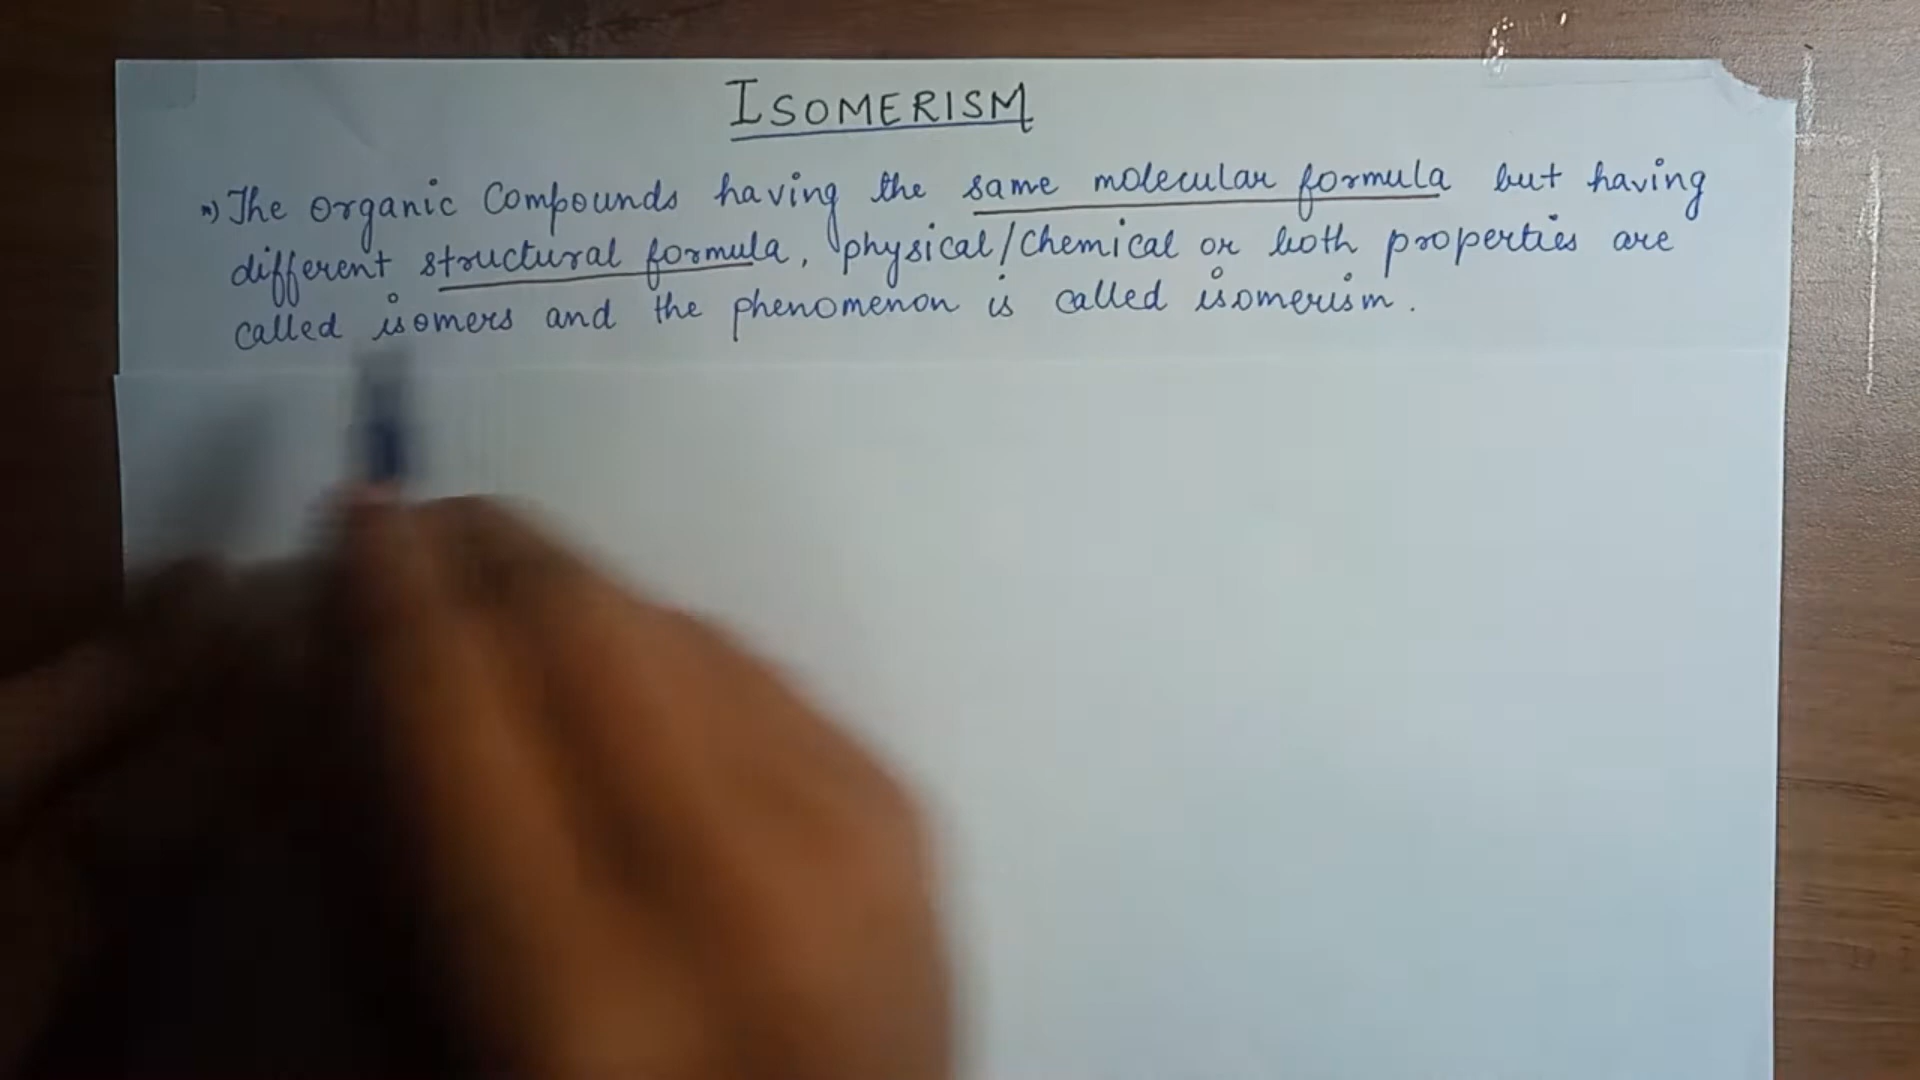 ISOMERISM
The Organic Compounds having the same molecular formula but having
different structural formula, physical/chemical or both properties are
called isomers and the phenomenon is called isomerism.